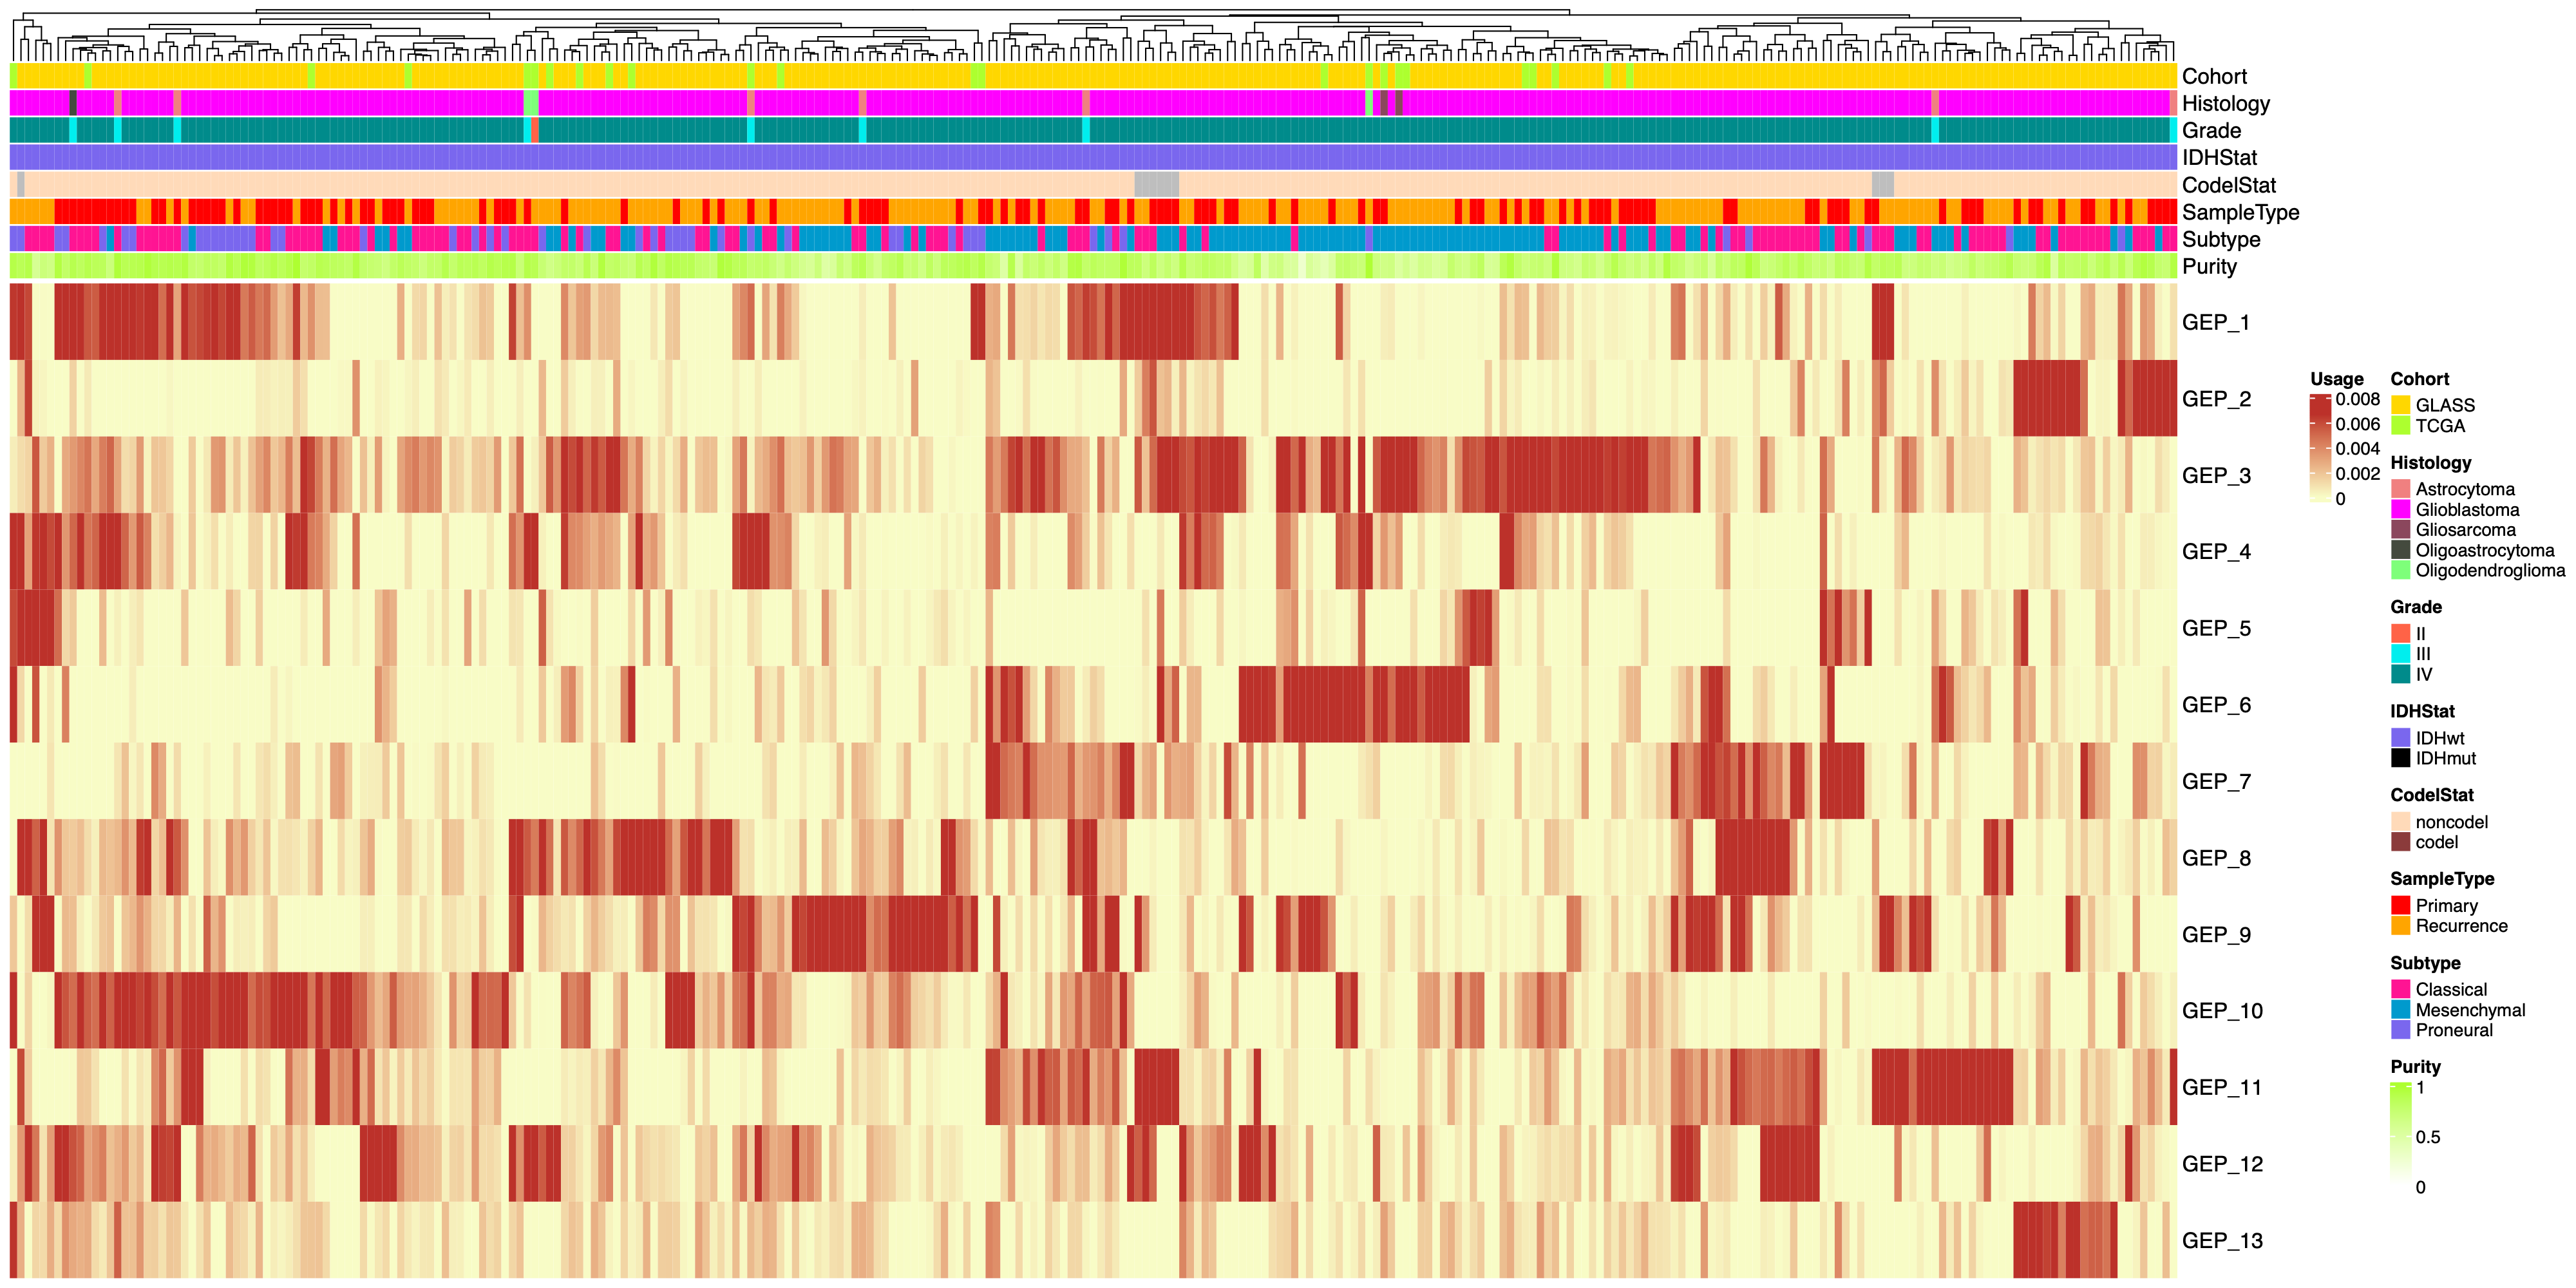 Cohort
Histology
Grade
IDHStat
CodelStat
SampleType
Subtype
Purity
GEP_1
GEP_2
GEP_3
GEP_4
GEP_5
GEP_6
GEP_7
GEP_8
GEP_9
GEP_10
GEP_11
GEP_12
GEP_13
Usage
0.008
0.006
0.004
0.002
0
Cohort
GLASS
TCGA
Histology
Astrocytoma
Glioblastoma
Gliosarcoma
Oligoastrocytoma
Oligodendroglioma
Grade
II
III
IV
IDHStat
IDHwt
IDHmut
CodelStat
noncodel
codel
SampleType
Primary
Recurrence
Subtype
Classical
Mesenchymal
Proneural
Purity
1
0.5
0